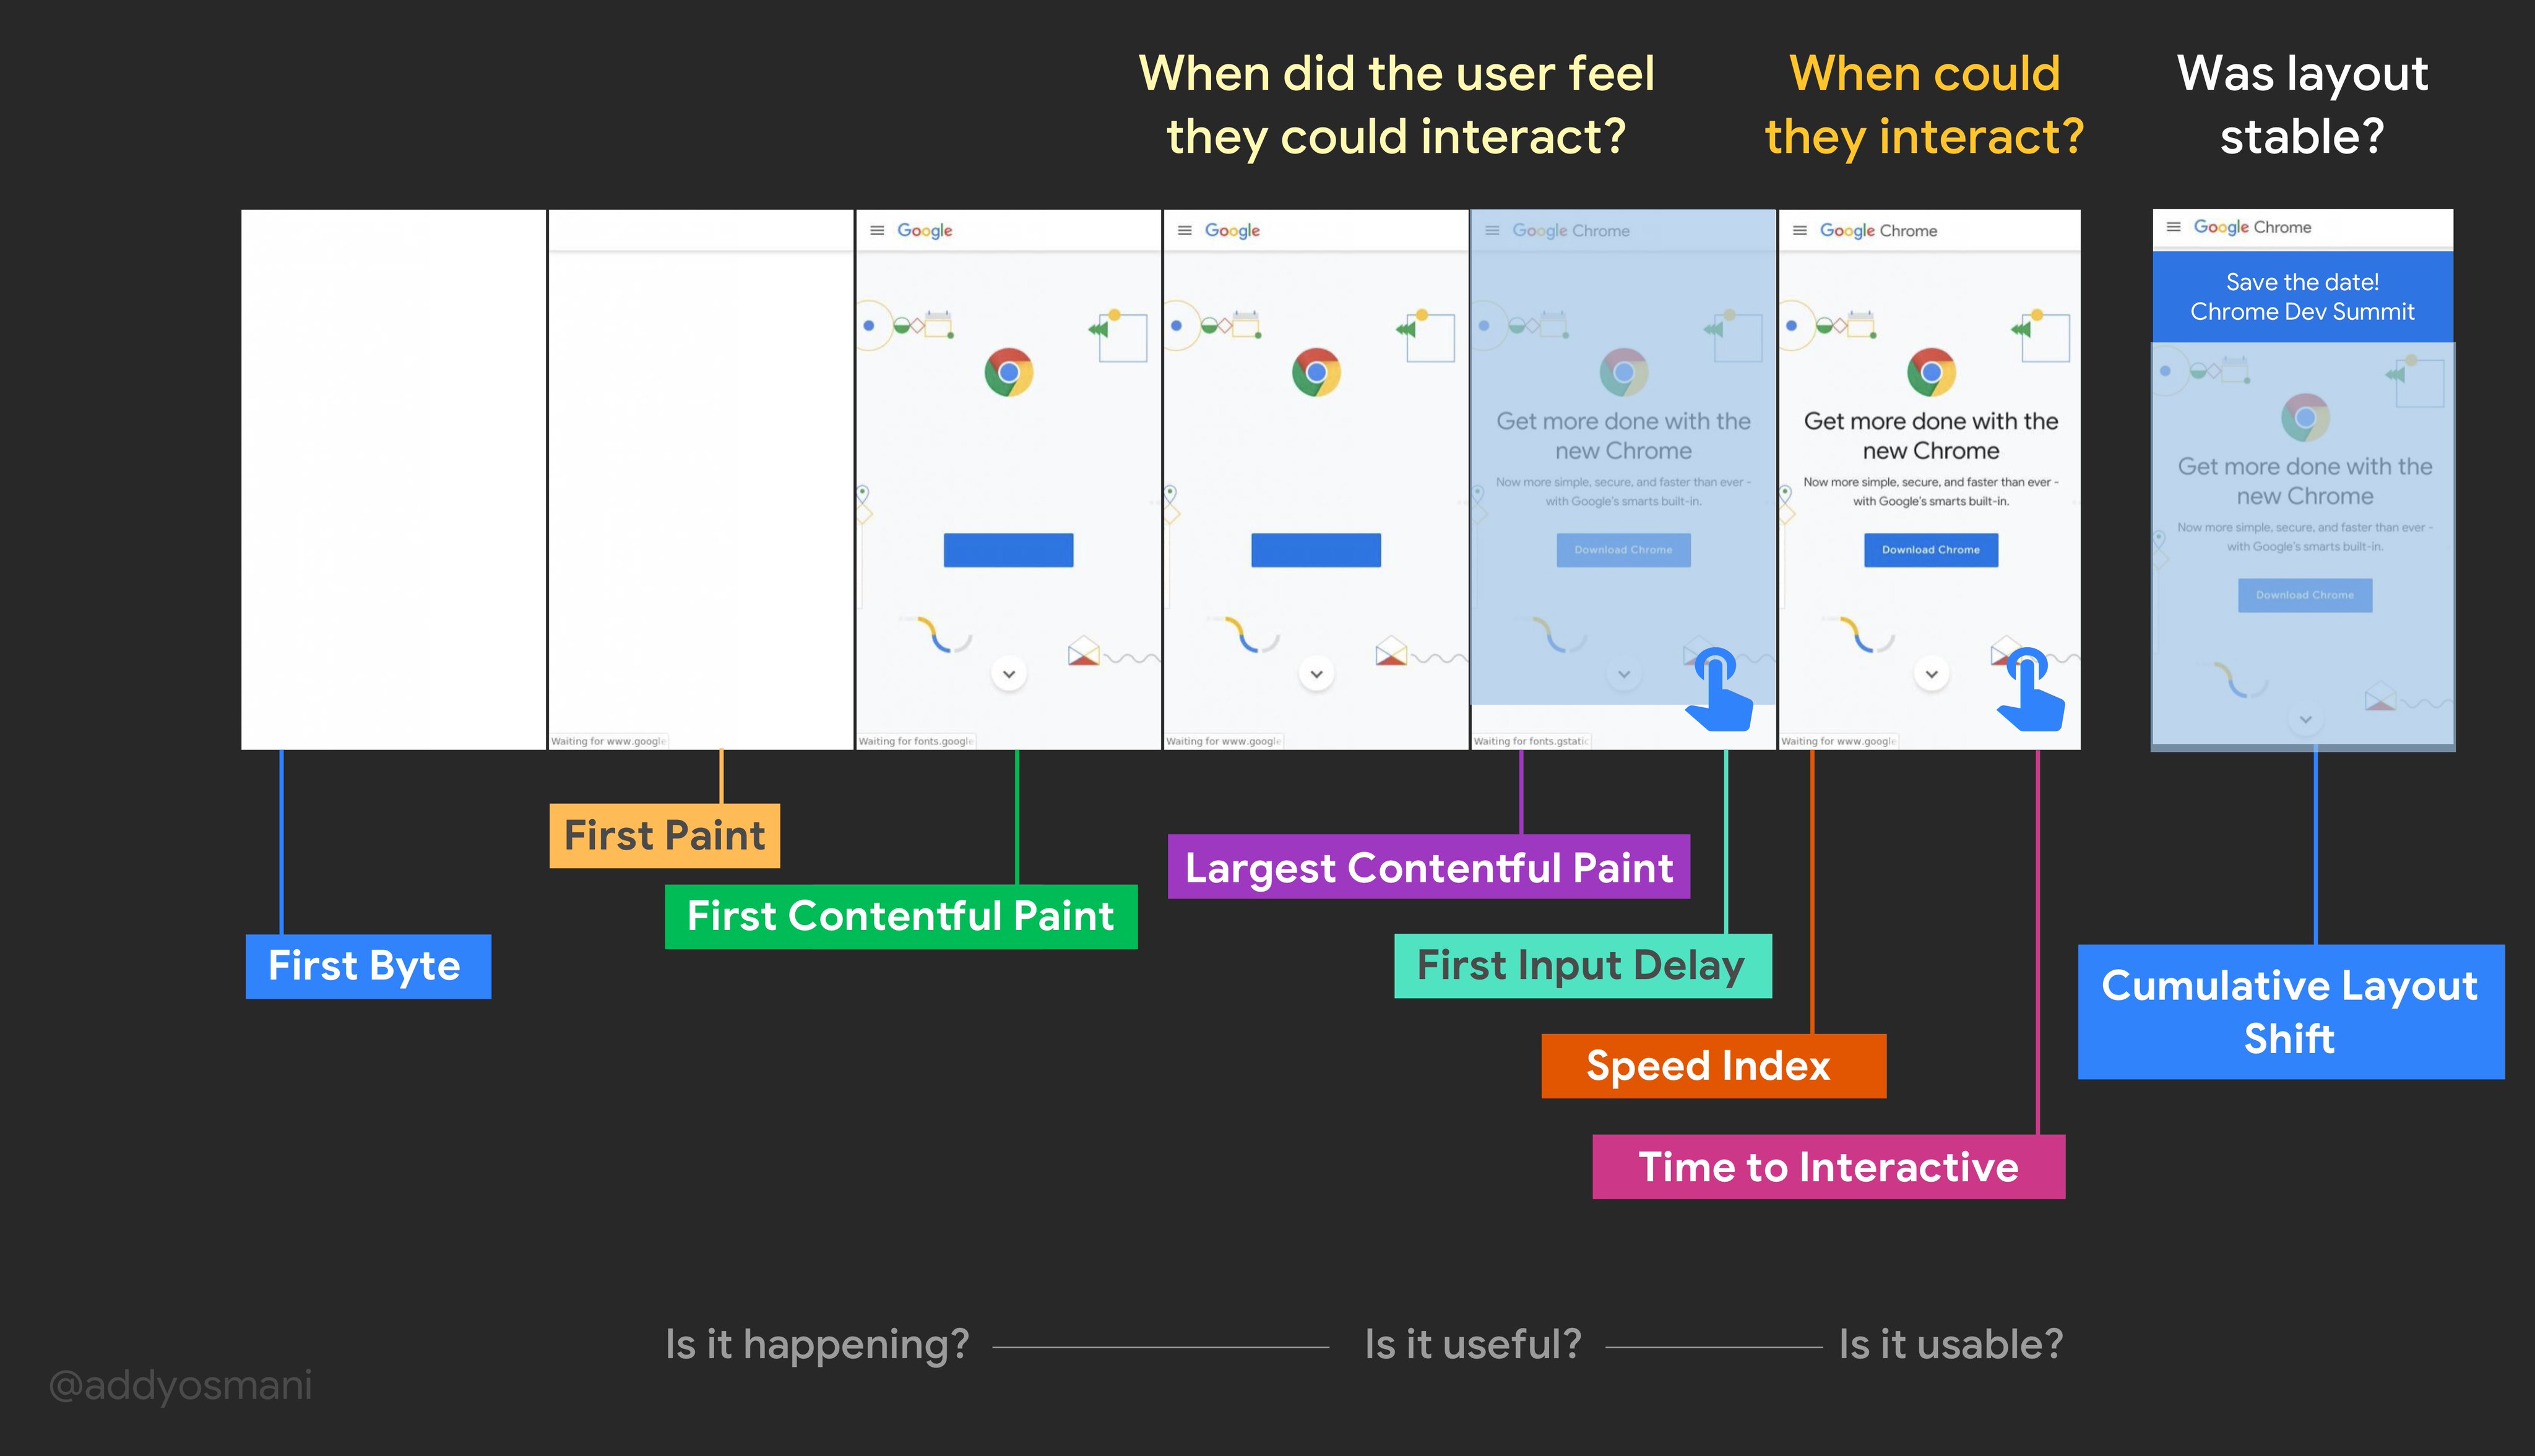 When did the user feel
they could interact?
When could
they interact?
Was layout
stable?
Waiting for www.google
Google
Waiting for fonts.google
Google
Waiting for www.google
Google Chrome
Get more done with the
new Chrome
Now more simple, secure, and faster than ever -
with Google's smarts built-in.
Download Chrome
Waiting for fonts.gstatic
Google Chrome
Get more done with the
new Chrome
Now more simple, secure, and faster than ever -
with Google's smarts built-in.
Download Chrome
Waiting for www.google
Google Chrome
Save the date!
Chrome Dev Summit
Get more done with the
new Chrome
Now more simple, secure, and faster than ever -
with Google's smarts built-in.
Download Chrome
First Paint
Largest Contentful Paint
First Contentful Paint
First Byte
First Input Delay
Cumulative Layout
Shift
Speed Index
Time to Interactive
Is it happening?
Is it useful?
Is it usable?
@addyosmani